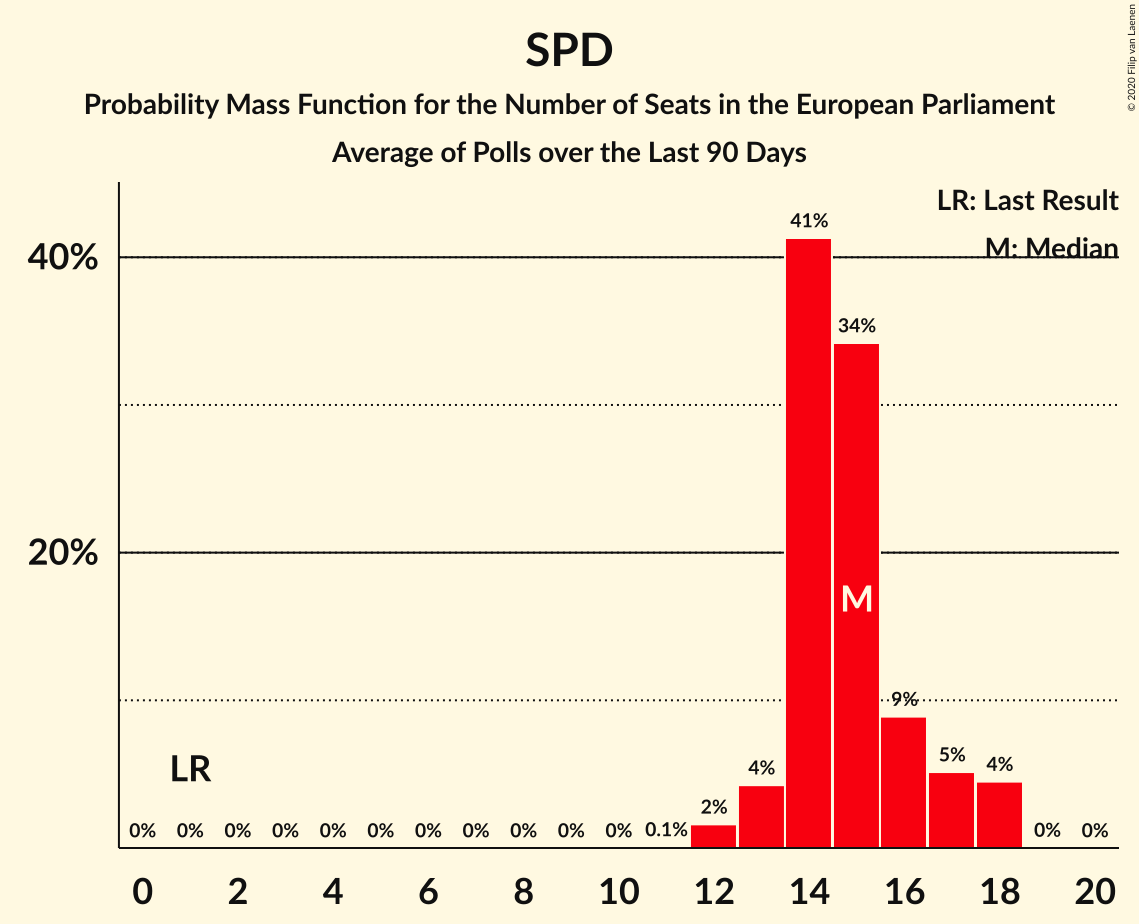 SPD
Probability Mass Function for the Number of Seats in the European Parliament
Average of Polls over the Last 90 Days
© 2020 Filip van Laenen
LR: Last Result
M: Median
41%
40%
34%
20%
M
9%
LR
5%
4%
4%
2%
0% 0% 0% 0% 0% 0% 0% 0% 0% 0% 0% 0.1% 0% 0%
0 2 4 6 8 10 12 14 16 18 20